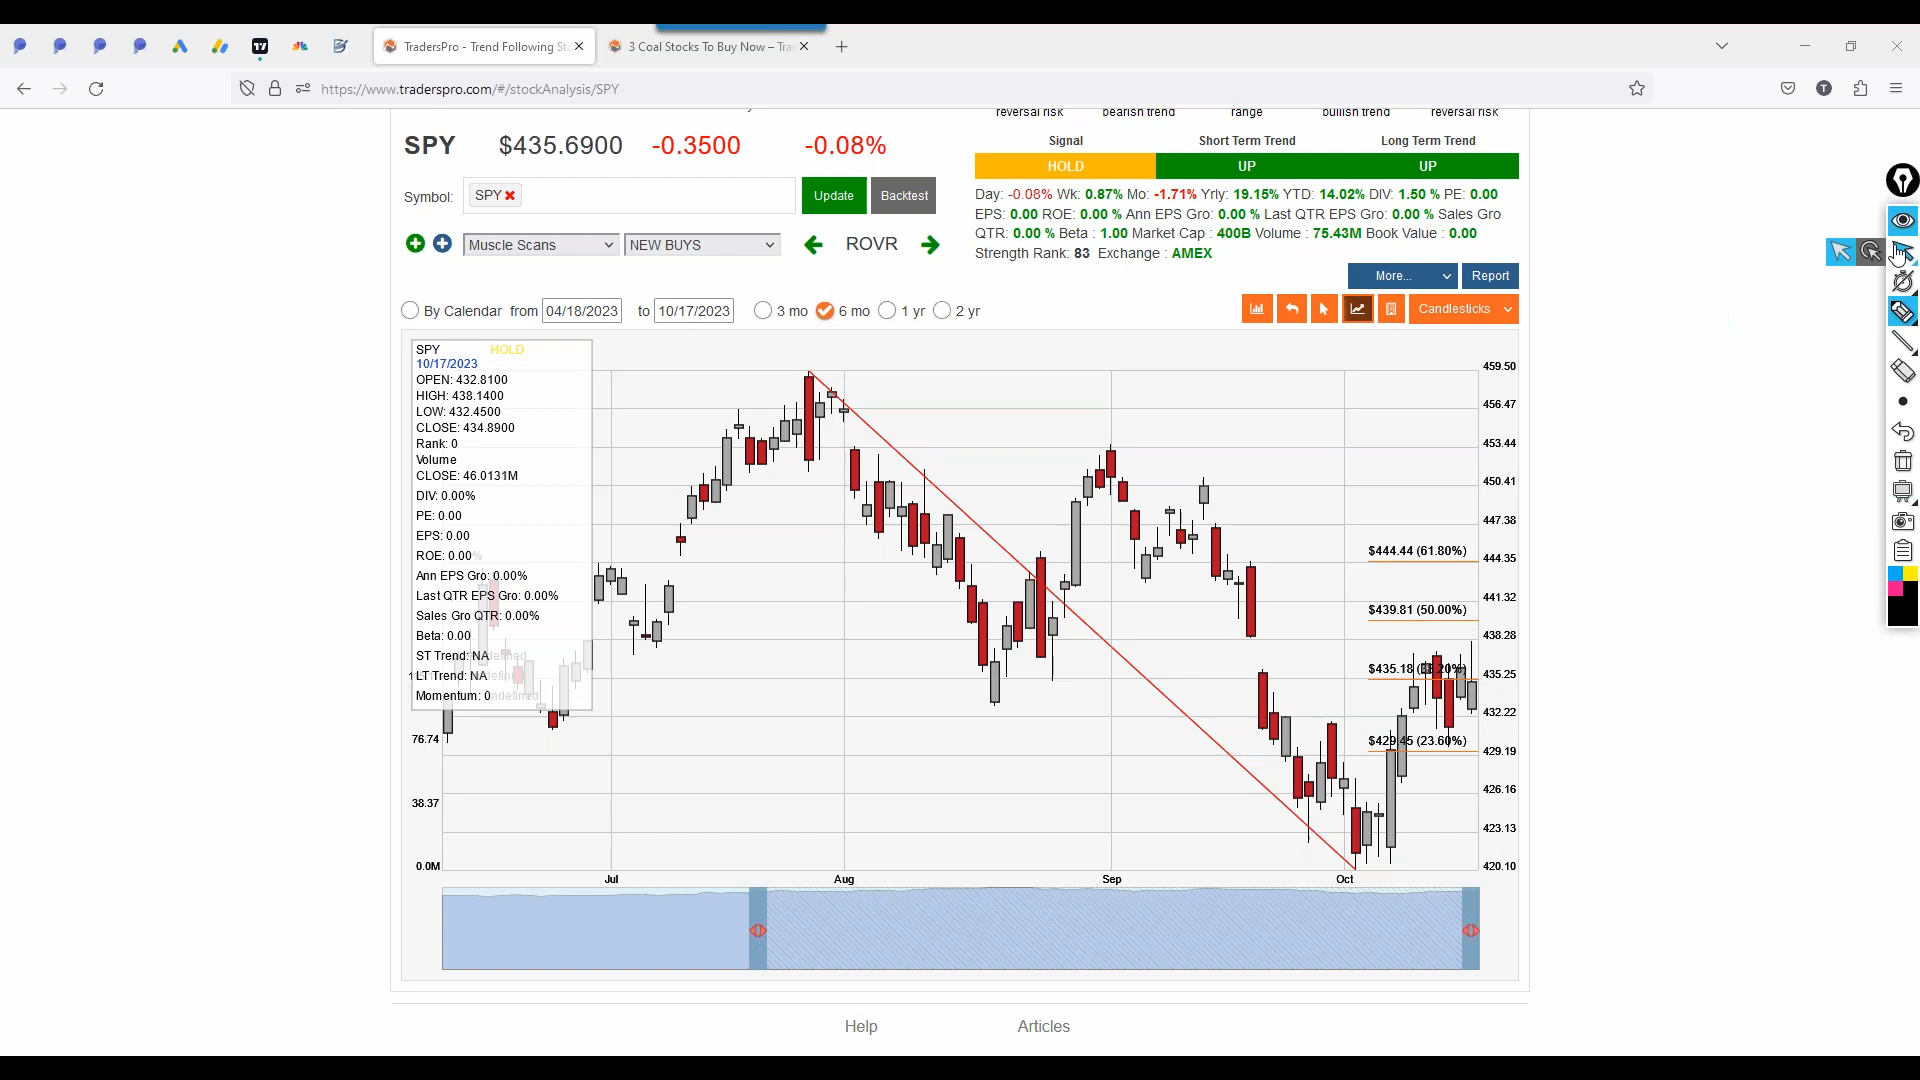 TradersPro - Trend Following St
3 Coal Stocks To Buy Now – Tra
https://www.traderspro.com/#/stockAnalysis/SPY
reversal risk bearish trend range bullish trend reversal risk
SPY $435.6900 -0.3500 -0.08%
Signal Short Term Trend Long Term Trend
HOLD UP UP
Symbol: SPY Update Backtest
Day: -0.08% Wk: 0.87% Mo: -1.71% Yrly: 19.15% YTD: 14.02% DIV: 1.50 % PE: 0.00
EPS: 0.00 ROE: 0.00 % Ann EPS Gro: 0.00 % Last QTR EPS Gro: 0.00 % Sales Gro
QTR: 0.00 % Beta : 1.00 Market Cap : 400B Volume : 75.43M Book Value : 0.00
Strength Rank: 83 Exchange : AMEX
Muscle Scans NEW BUYS ROVR
More... Report
By Calendar from 04/18/2023 to 10/17/2023 3 mo 6 mo 1 yr 2 yr
Candlesticks
SPY HOLD
10/17/2023
OPEN: 432.8100
HIGH: 438.1400
LOW: 432.4500
CLOSE: 434.8900
Rank: 0
Volume
CLOSE: 46.0131M
DIV: 0.00%
PE: 0.00
EPS: 0.00
ROE: 0.00%
Ann EPS Gro: 0.00%
Last QTR EPS Gro: 0.00%
Sales Gro QTR: 0.00%
Beta: 0.00
ST Trend: NA
LT Trend: NA
Momentum: 0
76.74
38.37
0.0M
459.50
456.47
453.44
450.41
447.38
444.35
441.32
438.28
435.25
432.22
429.19
426.16
423.13
420.10
$444.44 (61.80%)
$439.81 (50.00%)
$435.18 (38.20%)
$429.45 (23.60%)
Jul Aug Sep Oct
Help Articles